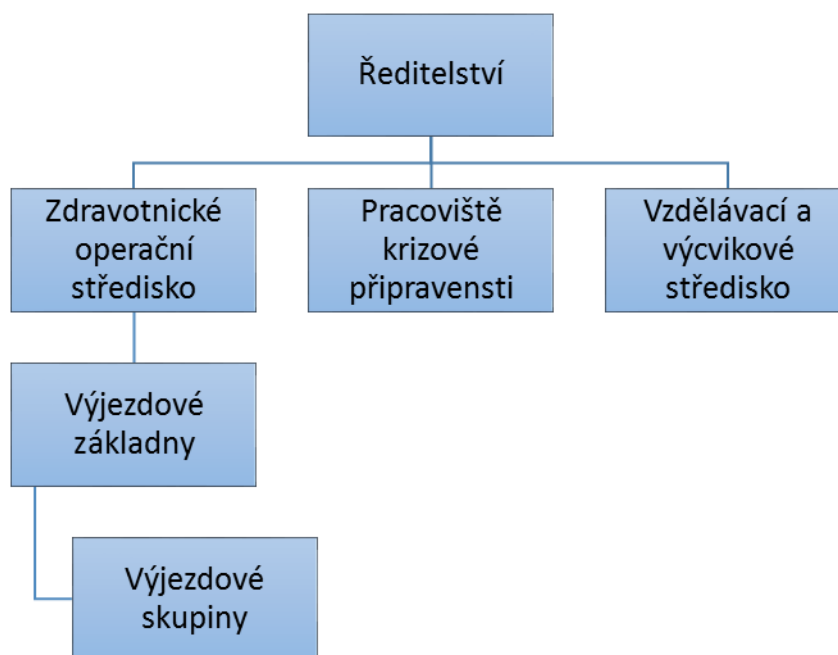 Ředitelství
Zdravotnické
operační
středisko
Pracoviště
krizové
připravensti
Vzdělávací a
výcvikové
středisko
Výjezdové
základny
Výjezdové
skupiny